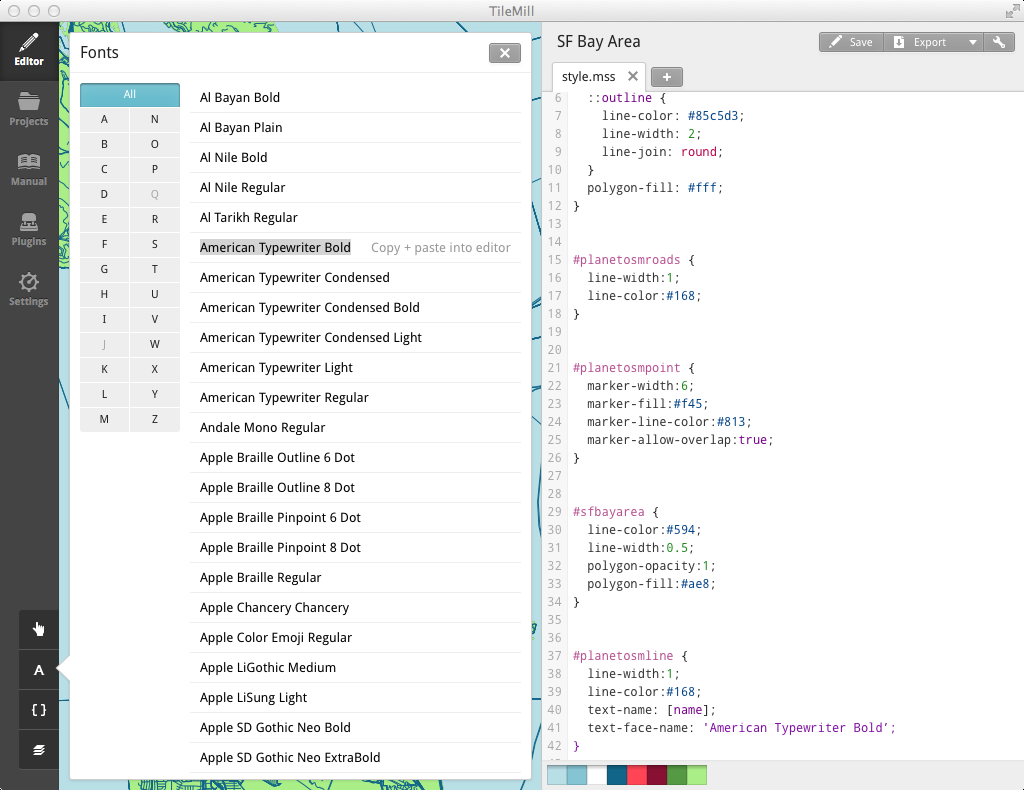 TileMill
Editor
Projects
Manual
Plugins
Settings
A
{}
Fonts
All
A N
B O
C P
D Q
E R
F S
G T
H U
I V
J W
K X
L Y
M Z
Al Bayan Bold
Al Bayan Plain
Al Nile Bold
Al Nile Regular
Al Tarikh Regular
American Typewriter Bold Copy + paste into editor
American Typewriter Condensed
American Typewriter Condensed Bold
American Typewriter Condensed Light
American Typewriter Light
American Typewriter Regular
Andale Mono Regular
Apple Braille Outline 6 Dot
Apple Braille Outline 8 Dot
Apple Braille Pinpoint 6 Dot
Apple Braille Pinpoint 8 Dot
Apple Braille Regular
Apple Chancery Chancery
Apple Color Emoji Regular
Apple LiGothic Medium
Apple LiSung Light
Apple SD Gothic Neo Bold
Apple SD Gothic Neo ExtraBold
SF Bay Area
Save Export
style.mss
6 ::outline {
7 line-color: #85c5d3;
8 line-width: 2;
9 line-join: round;
10 }
11 polygon-fill: #fff;
12 }
13
14
15 #planetosmroads {
16 line-width:1;
17 line-color:#168;
18 }
19
20
21 #planetosmpoint {
22 marker-width:6;
23 marker-fill:#f45;
24 marker-line-color:#813;
25 marker-allow-overlap:true;
26 }
27
28
29 #sfbayarea {
30 line-color:#594;
31 line-width:0.5;
32 polygon-opacity:1;
33 polygon-fill:#ae8;
34 }
35
36
37 #planetosmline {
38 line-width:1;
39 line-color:#168;
40 text-name: [name];
41 text-face-name: 'American Typewriter Bold';
42 }